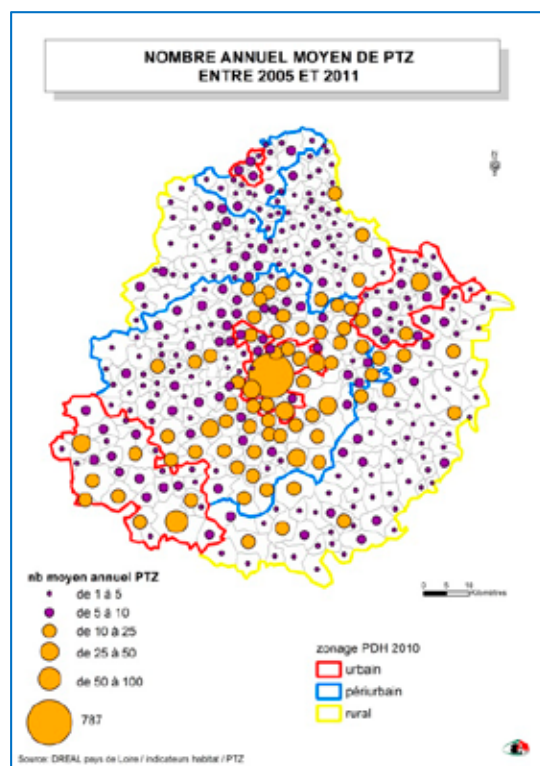 NOMBRE ANNUEL MOYEN DE PTZ
ENTRE 2005 ET 2011
N
nb moyen annuel PTZ
de 1 à 5
de 5 à 10
de 10 à 25
de 25 à 50
de 50 à 100
787
0 5 10
Kilomètres
zonage PDH 2010
urbain
périurbain
rural
Source: DREAL pays de Loire / indicateurs habitat / PTZ